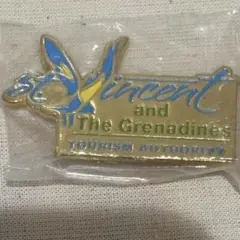 St Vincent
and
The Grenadines
TOURISM AUTHORITY